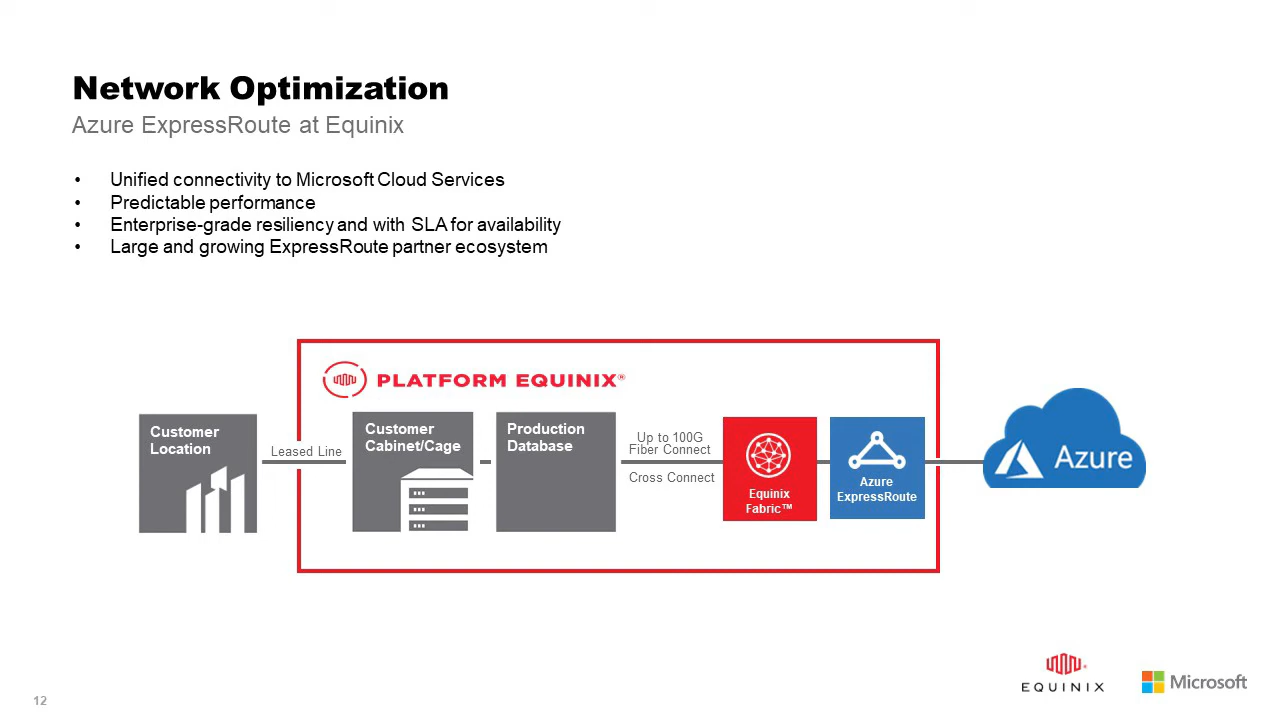 Network Optimization
Azure ExpressRoute at Equinix
• Unified connectivity to Microsoft Cloud Services
• Predictable performance
• Enterprise-grade resiliency and with SLA for availability
• Large and growing ExpressRoute partner ecosystem
PLATFORM EQUINIX®
Customer
Location
Leased Line
Customer
Cabinet/Cage
Production
Database
Up to 100G
Fiber Connect
Cross Connect
Equinix
Fabric™
Azure
ExpressRoute
Azure
EQUINIX
Microsoft
12